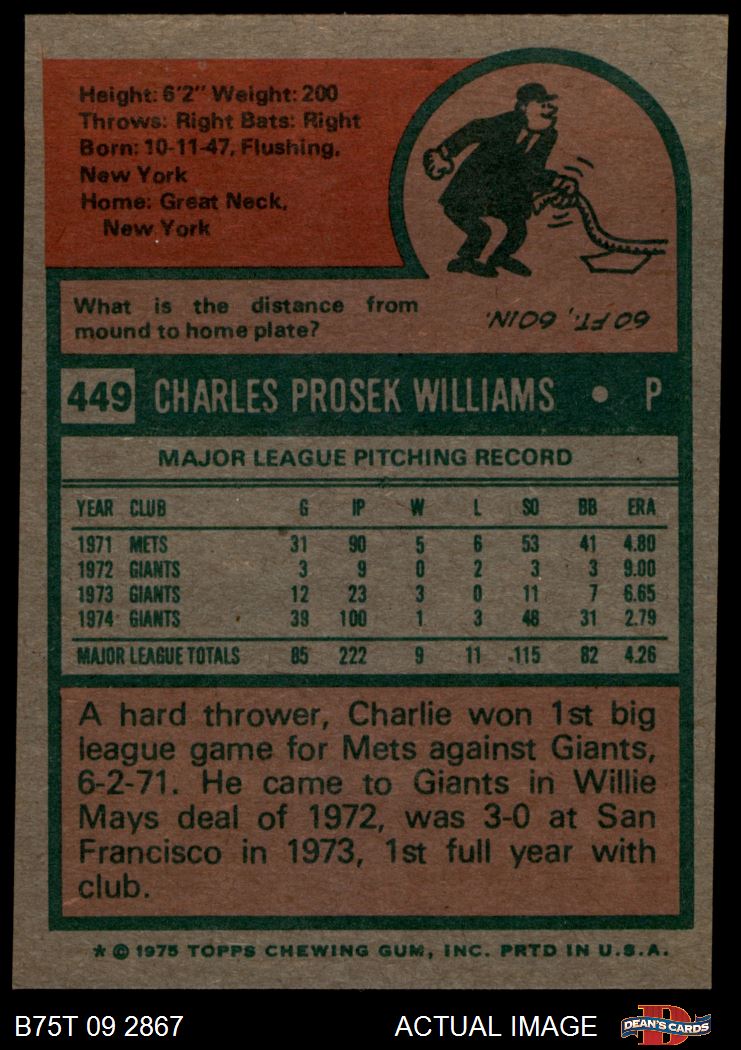 Height: 6'2" Weight: 200
Throws: Right Bats: Right
Born: 10-11-47, Flushing,
New York
Home: Great Neck,
New York
What is the distance from
mound to home plate?
60 FT., 60IN.
449 CHARLES PROSEK WILLIAMS • P
MAJOR LEAGUE PITCHING RECORD
YEAR CLUB G IP W L SO BB ERA
1971 METS 31 90 5 6 53 41 4.80
1972 GIANTS 3 9 0 2 3 3 9.00
1973 GIANTS 12 23 3 0 11 7 6.65
1974 GIANTS 39 100 1 3 48 31 2.79
MAJOR LEAGUE TOTALS 85 222 9 11 115 82 4.26
A hard thrower, Charlie won 1st big
league game for Mets against Giants,
6-2-71. He came to Giants in Willie
Mays deal of 1972, was 3-0 at San
Francisco in 1973, 1st full year with
club.
* © 1975 TOPPS CHEWING GUM, INC. PRTD IN U.S.A.
B75T 09 2867 ACTUAL IMAGE D DEAN'S CARDS